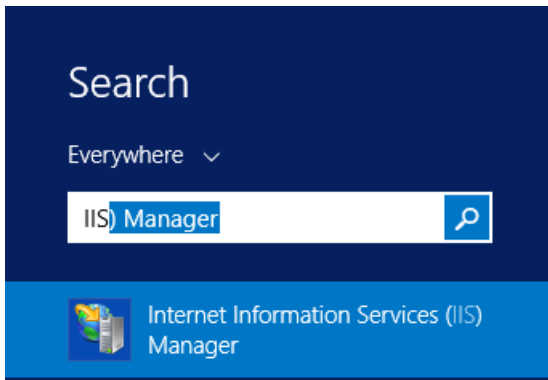 Search
Everywhere
IIS) Manager
Internet Information Services (IIS)
Manager